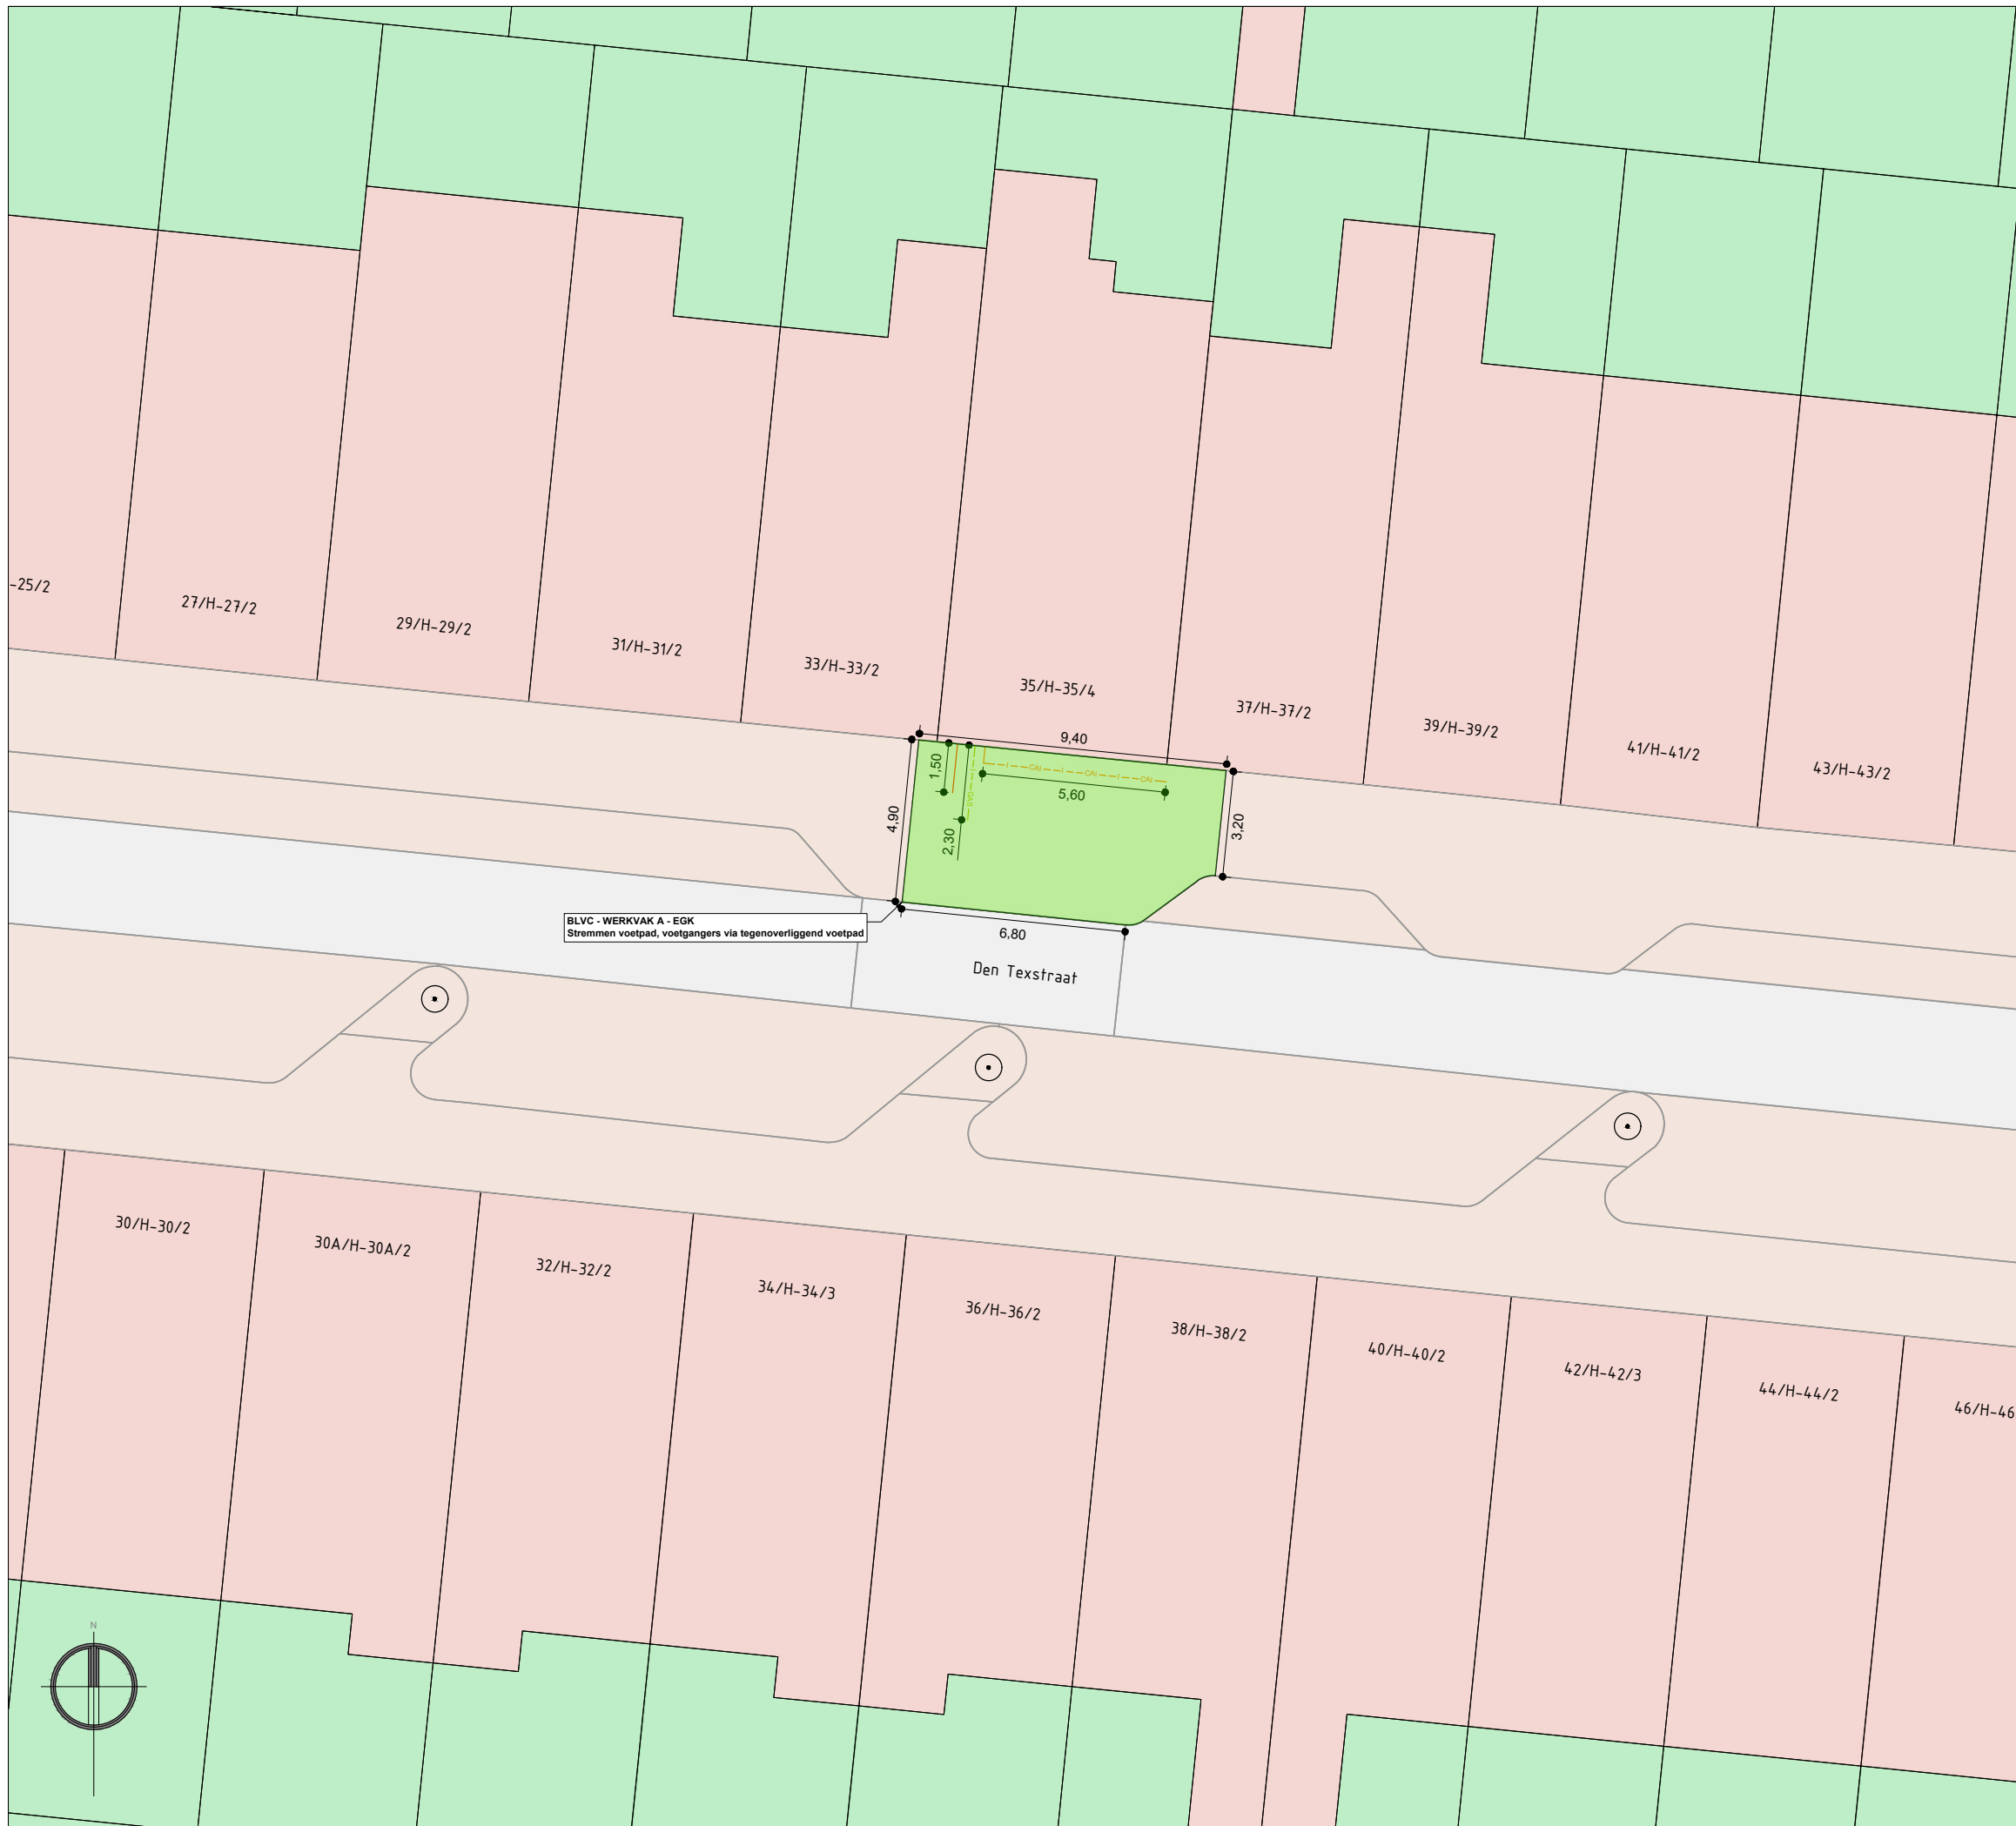 -25/2
27/H-27/2
29/H-29/2
31/H-31/2
33/H-33/2
35/H-35/4
37/H-37/2
39/H-39/2
41/H-41/2
43/H-43/2
9,40
1,50
CAI
CAI
CAI
5,60
GAS
4,90
2,30
3,20
BLVC - WERKVAK A - EGK
Stremmen voetpad, voetgangers via tegenoverliggend voetpad
6,80
Den Texstraat
30/H-30/2
30A/H-30A/2
32/H-32/2
34/H-34/3
36/H-36/2
38/H-38/2
40/H-40/2
42/H-42/3
44/H-44/2
46/H-46
N